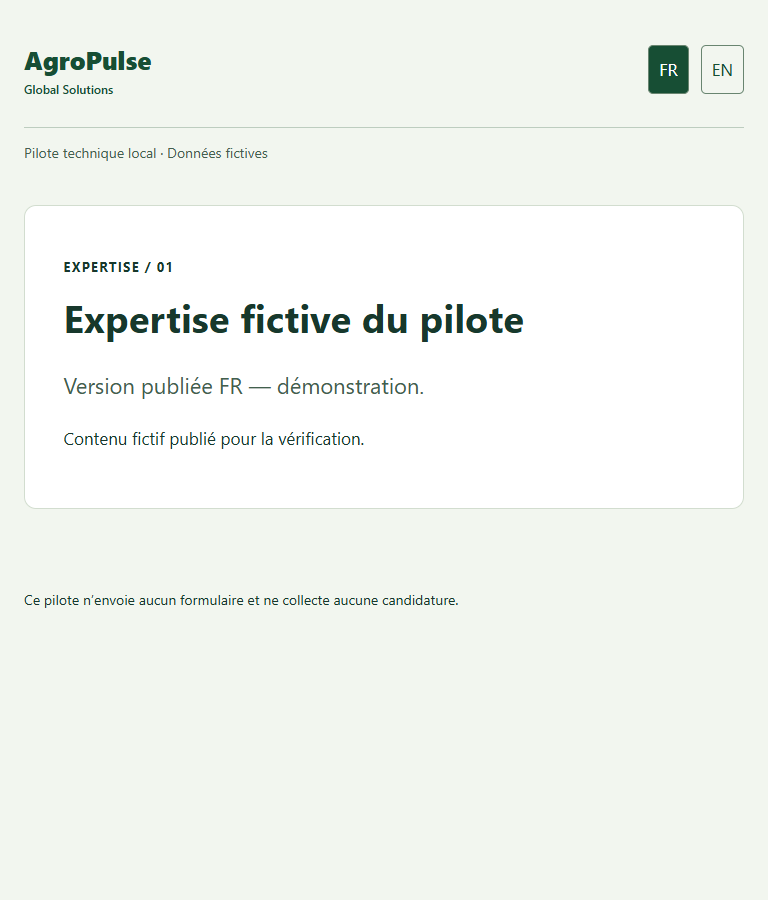 AgroPulse
Global Solutions
FR
EN
Pilote technique local · Données fictives
EXPERTISE / 01
Expertise fictive du pilote
Version publiée FR — démonstration.
Contenu fictif publié pour la vérification.
Ce pilote n’envoie aucun formulaire et ne collecte aucune candidature.